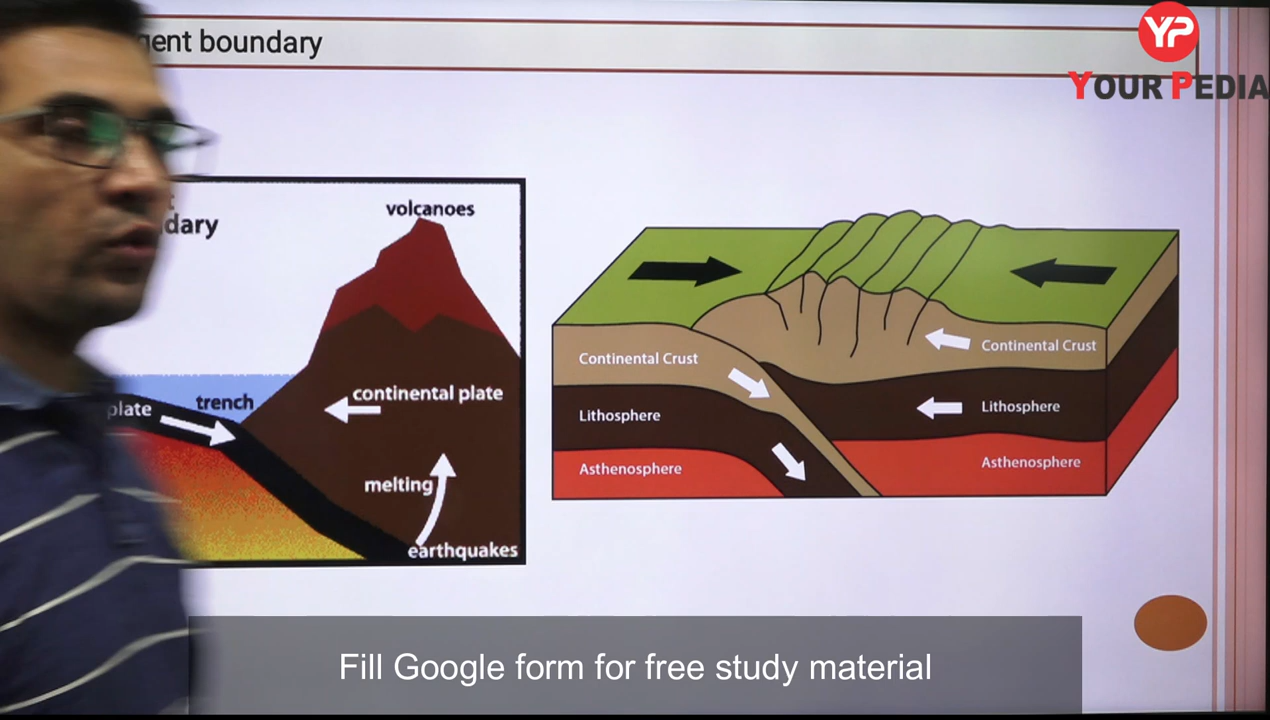 gent boundary
YP
YOUR PEDIA
t
dary
volcanoes
trench
plate
continental plate
melting
earthquakes
Continental Crust
Lithosphere
Asthenosphere
Continental Crust
Lithosphere
Asthenosphere
Fill Google form for free study material